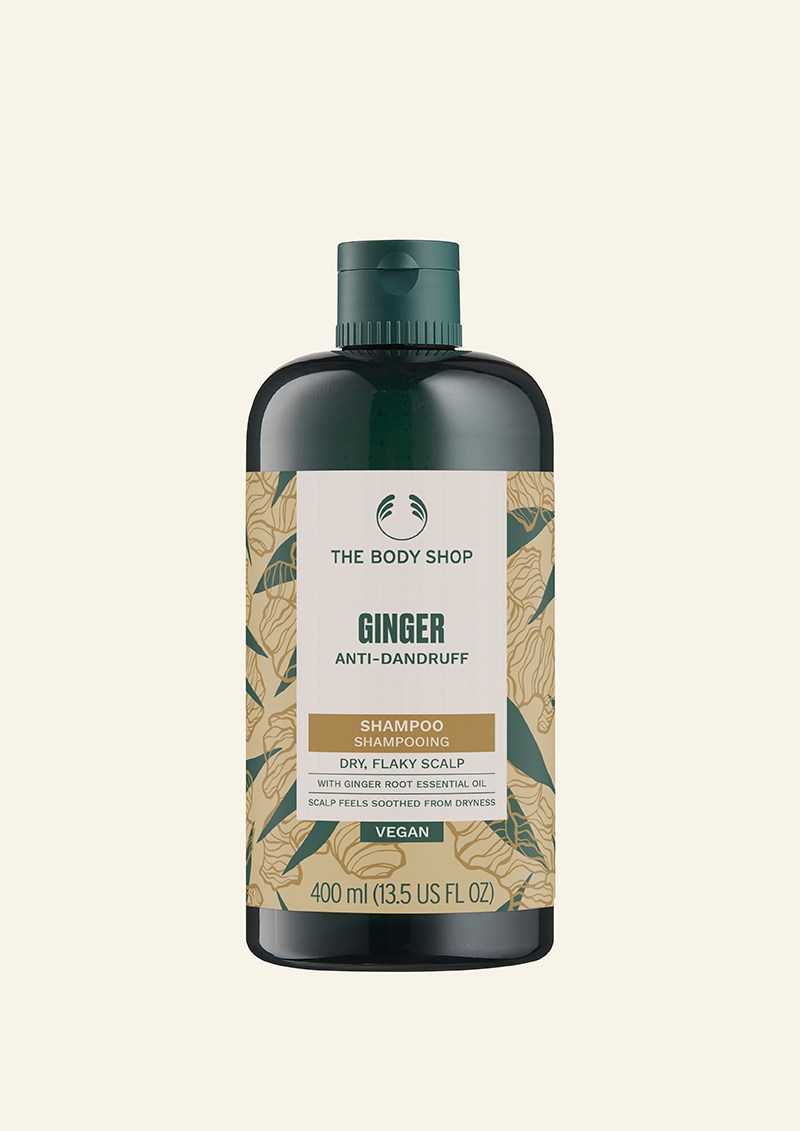 THE BODY SHOP
GINGER
ANTI-DANDRUFF
SHAMPOO
SHAMPOOING
DRY, FLAKY SCALP
WITH GINGER ROOT ESSENTIAL OIL
SCALP FEELS SOOTHED FROM DRYNESS
VEGAN
400 ml (13.5 US FL OZ)